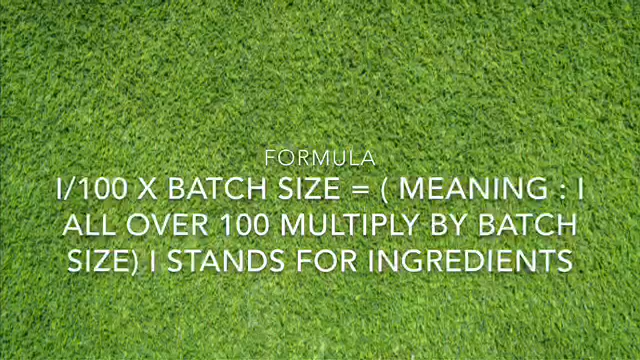 FORMULA
I/100 X BATCH SIZE = ( MEANING : I
ALL OVER 100 MULTIPLY BY BATCH
SIZE) I STANDS FOR INGREDIENTS